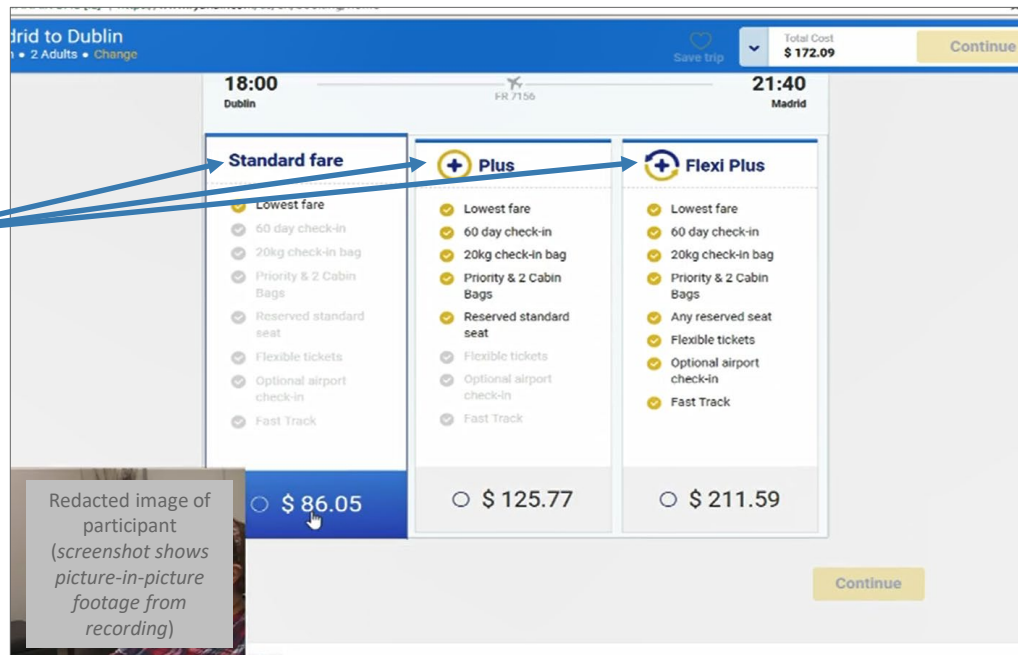 drid to Dublin
2 Adults • Change
Save trip
Total Cost
$ 172.09
Continue
18:00
21:40
Dublin
FR 7156
Madrid
Standard fare
Lowest fare
60 day check-in
20kg check-in bag
Priority & 2 Cabin
Bags
Reserved standard
seat
Flexible tickets
Optional airport
check-in
Fast Track
$ 86.05
Plus
Lowest fare
60 day check-in
20kg check-in bag
Priority & 2 Cabin
Bags
Reserved standard
seat
Flexible tickets
Optional airport
check-in
Fast Track
$ 125.77
Flexi Plus
Lowest fare
60 day check-in
20kg check-in bag
Priority & 2 Cabin
Bags
Any reserved seat
Flexible tickets
Optional airport
check-in
Fast Track
$ 211.59
Continue
Redacted image of
participant
(screenshot shows
picture-in-picture
footage from
recording)